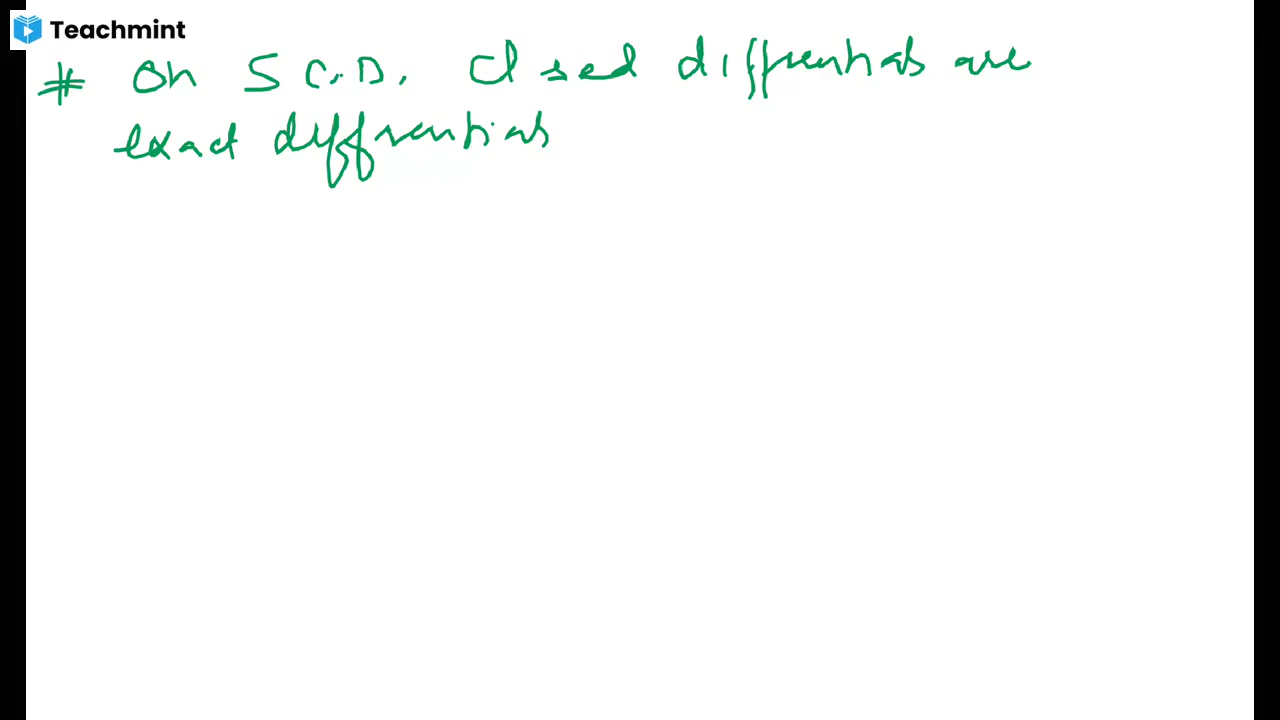 Teachmint
# On S C.D. Closed differentials are
exact differentials